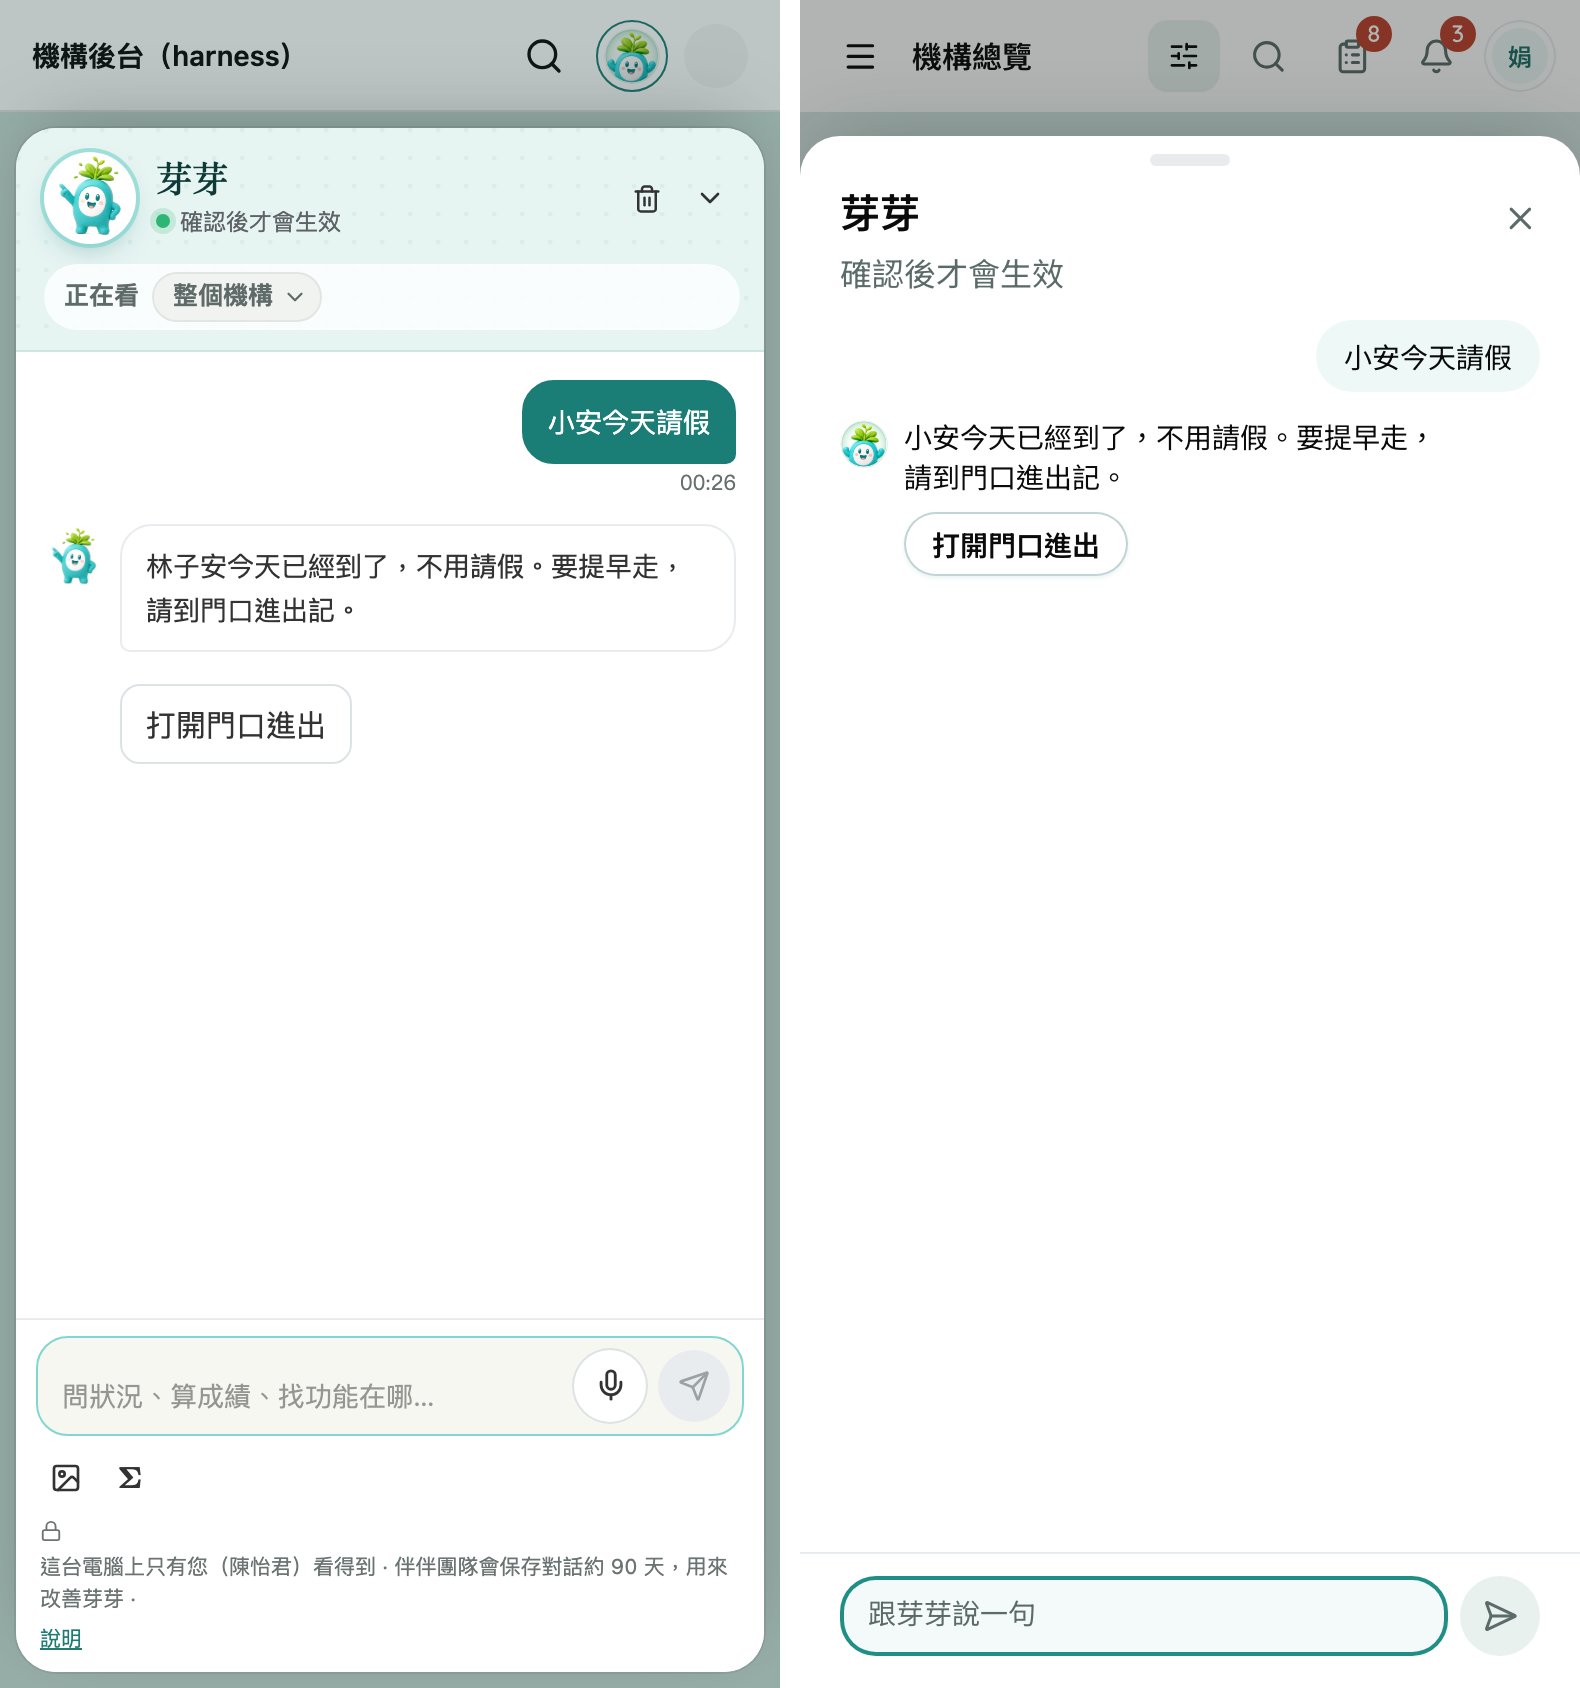 機構後台（harness）
芽芽
確認後才會生效
正在看 整個機構
小安今天請假
00:26
林子安今天已經到了，不用請假。要提早走，
請到門口進出記。
打開門口進出
問狀況、算成績、找功能在哪...
Σ
這台電腦上只有您（陳怡君）看得到 · 伴伴團隊會保存對話約 90 天，用來
改善芽芽 ·
說明
機構總覽
8
3
娟
芽芽
確認後才會生效
小安今天請假
小安今天已經到了，不用請假。要提早走，
請到門口進出記。
打開門口進出
跟芽芽說一句